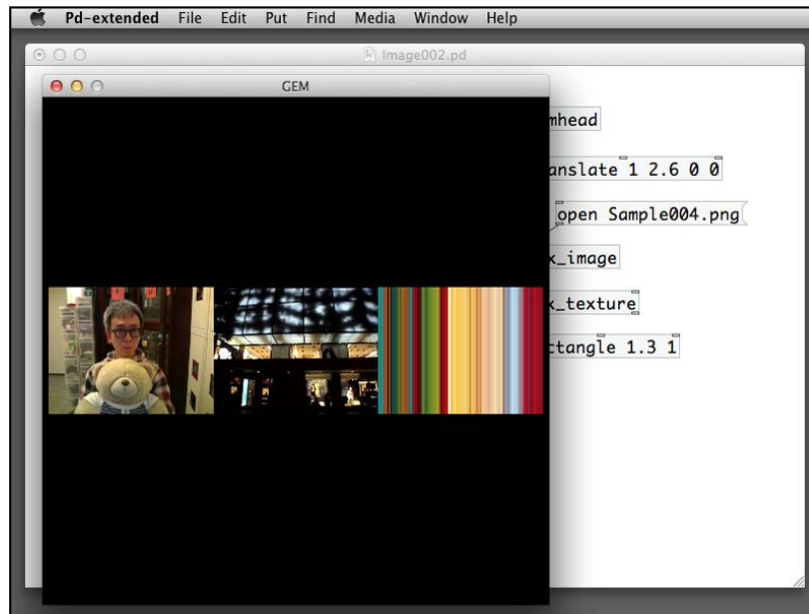 Pd-extended File Edit Put Find Media Window Help
Image002.pd
GEM
mhead
anslate 1 2.6 0 0
open Sample004.png
x_image
x_texture
ctangle 1.3 1